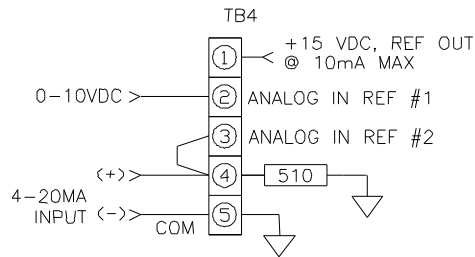 TB4
1
+15 VDC, REF OUT
@ 10mA MAX
0-10VDC
2
ANALOG IN REF #1
3
ANALOG IN REF #2
(+)
4
510
4-20MA
INPUT (-)
COM
5